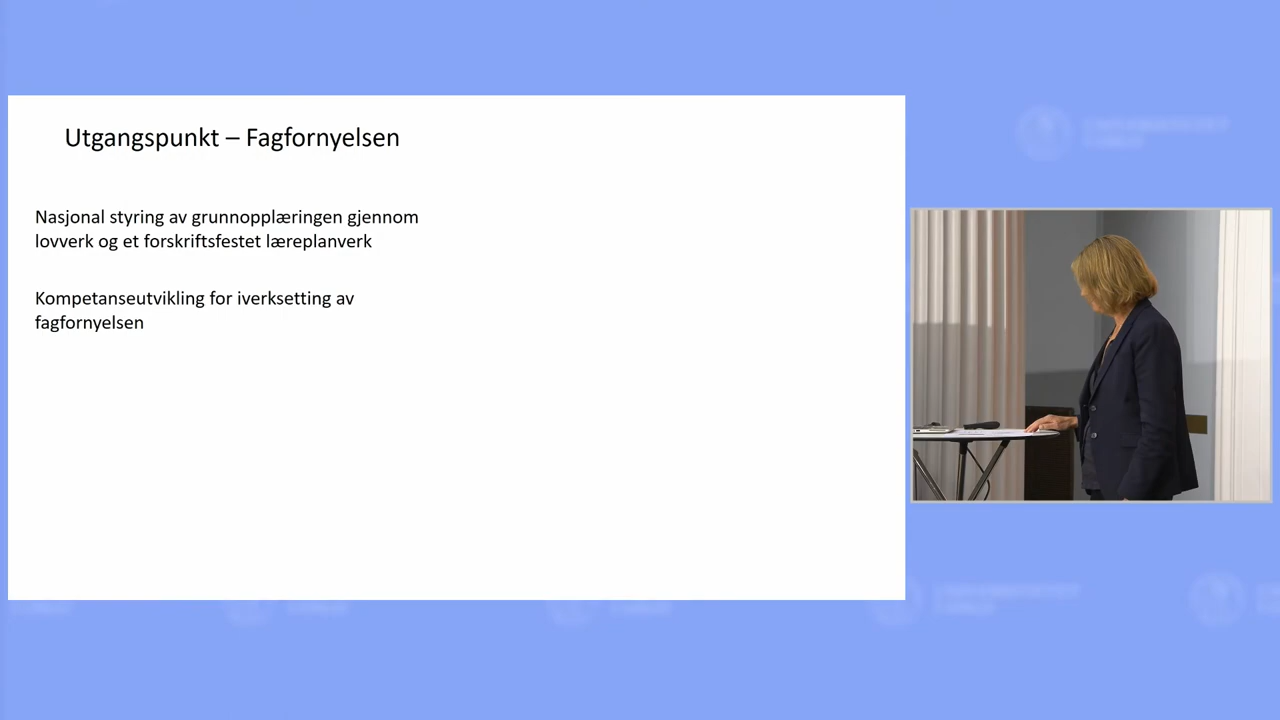 Utgangspunkt – Fagfornyelsen
Nasjonal styring av grunnopplæringen gjennom
lovverk og et forskriftsfestet læreplanverk
Kompetanseutvikling for iverksetting av
fagfornyelsen